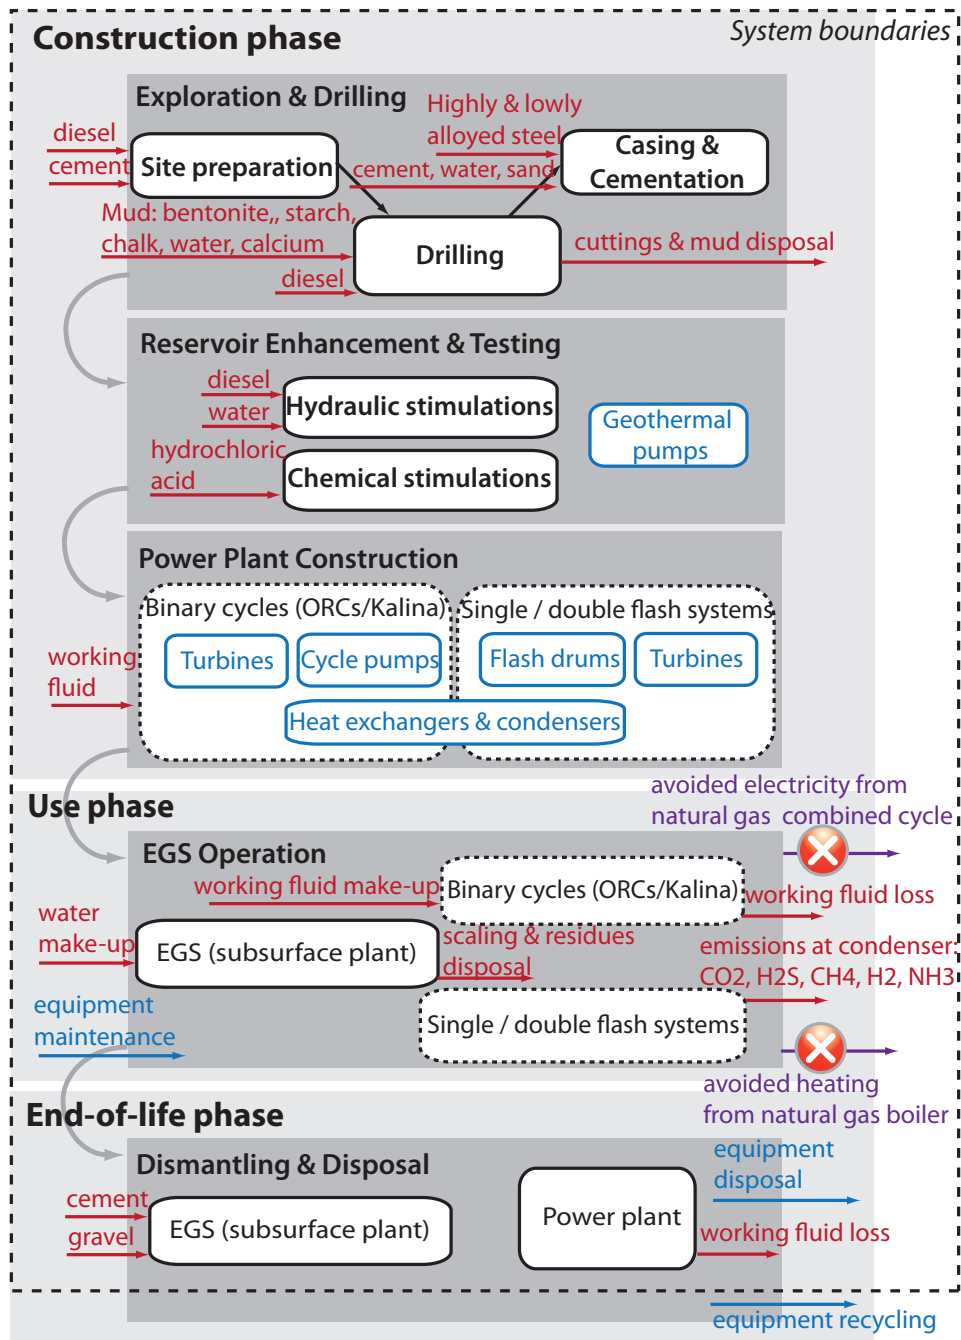 Construction phase
System boundaries
Exploration & Drilling
diesel
cement
Site preparation
Highly & lowly
alloyed steel
cement, water, sand
Casing &
Cementation
Mud: bentonite,, starch,
chalk, water, calcium
diesel
Drilling
cuttings & mud disposal
Reservoir Enhancement & Testing
diesel
water
Hydraulic stimulations
hydrochloric
acid
Chemical stimulations
Geothermal
pumps
Power Plant Construction
Binary cycles (ORCs/Kalina)
Single / double flash systems
Turbines
Cycle pumps
Flash drums
Turbines
working
fluid
Heat exchangers & condensers
Use phase
avoided electricity from
natural gas combined cycle
EGS Operation
working fluid make-up
Binary cycles (ORCs/Kalina)
working fluid loss
water
make-up
EGS (subsurface plant)
scaling & residues
disposal
emissions at condenser:
CO2, H2S, CH4, H2, NH3
equipment
maintenance
Single / double flash systems
avoided heating
from natural gas boiler
End-of-life phase
Dismantling & Disposal
equipment
disposal
cement
gravel
EGS (subsurface plant)
Power plant
working fluid loss
equipment recycling